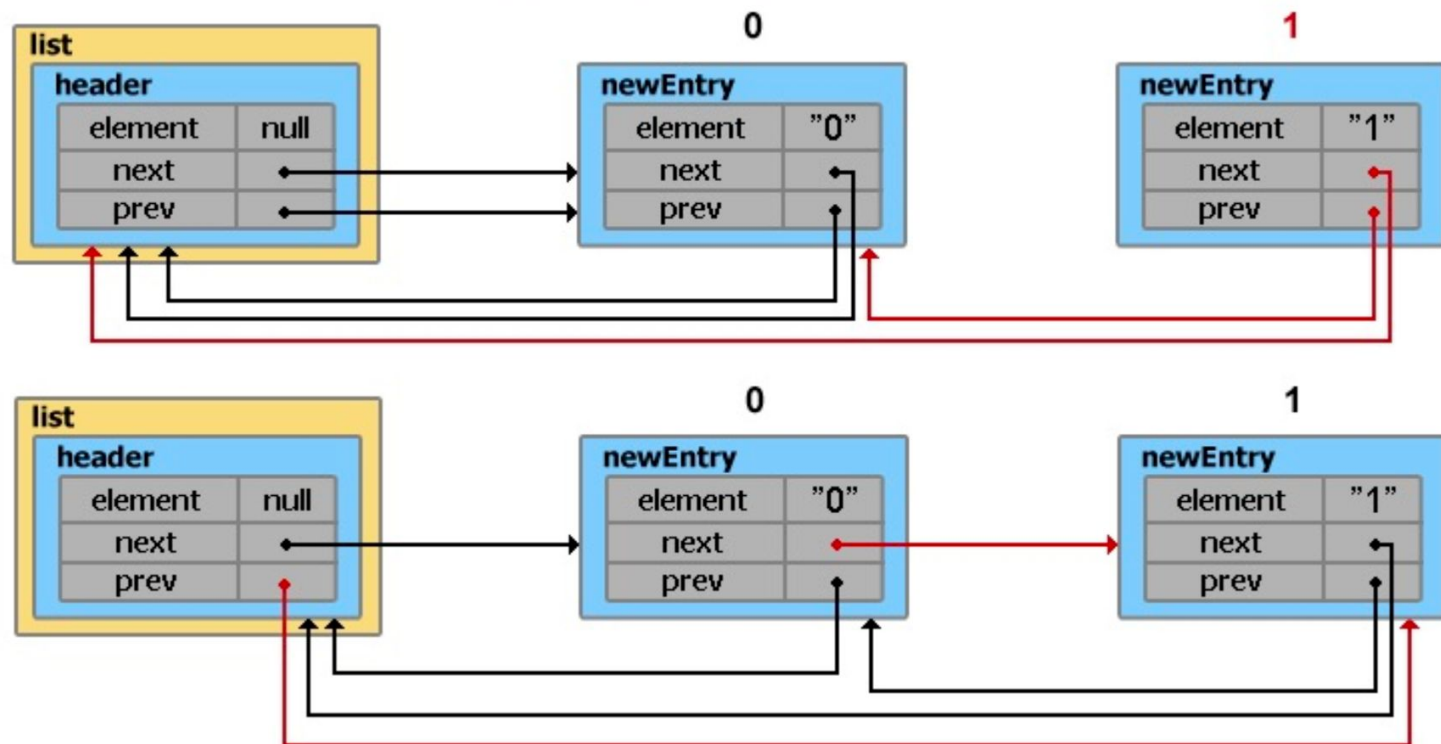 0 1
list
header newEntry newEntry
element null element ”0” element ”1”
next next next
prev prev prev
0 1
list
header newEntry newEntry
element null element ”0” element ”1”
next next next
prev prev prev